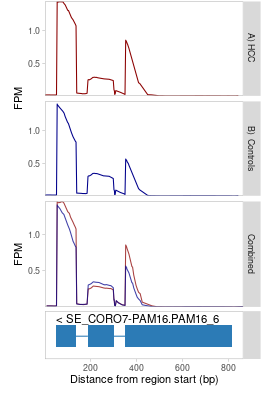 A) HCC
1.0
0.5
FPM
B) Controls
1.0
0.5
Combined
1.0
0.5
FPM
< SE_CORO7-PAM16.PAM16_6
200
400
600
800
Distance from region start (bp)